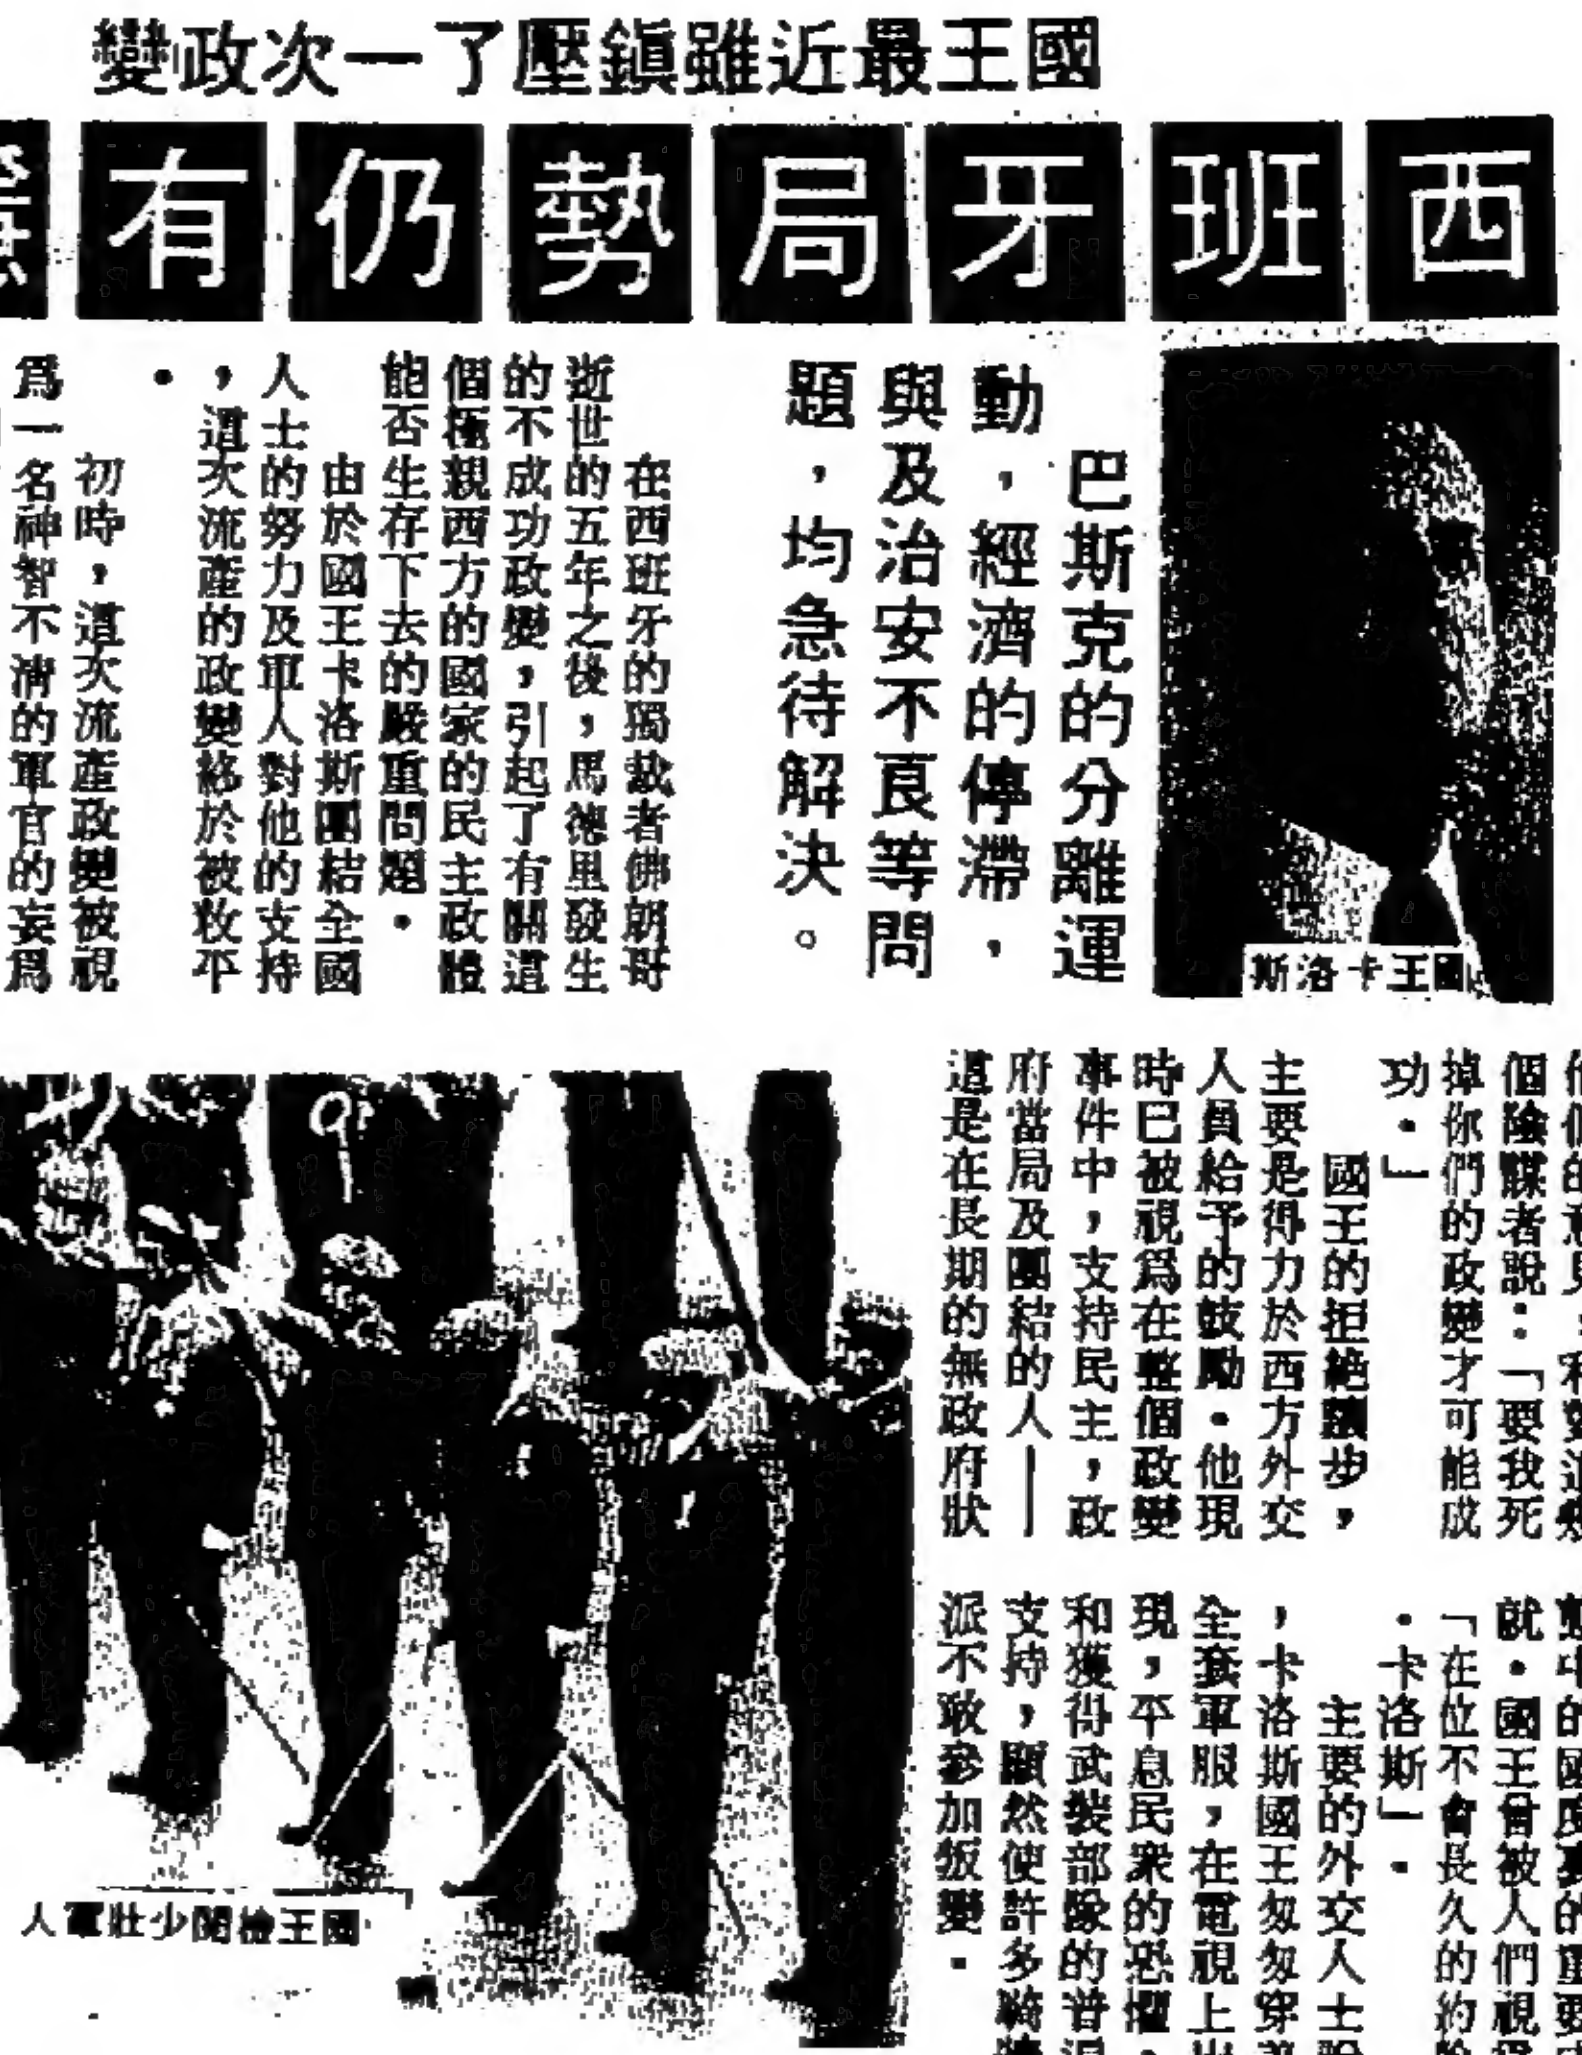 國王最近雖鎮壓了一次政變
西班牙局勢仍有
國王卡洛斯
巴斯克的分離運
動，經濟的停滯，
與及治安不良等問
題，均急待解決。
在西班牙的獨裁者佛朗哥
逝世的五年之後，馬德里發生
的不成功政變，引起了有關這
個極親西方的國家的民主政體
能否生存下去的嚴重問題．
由於國王卡洛斯團結全國
人士的努力及軍人對他的支持
，這次流產的政變終於被敉平
．
初時，這次流產政變被視
爲一名神智不清的軍官的妄爲
個險謀者說：「要我死
掉你們的政變才可能成
功．」
國王的拒絕讓步，
主要是得力於西方外交
人員給予的鼓勵．他現
時已被視爲在整個政變
事件中，支持民主，政
府當局及團結的人——
這是在長期的無政府狀
就．國王曾被人們視
「在位不會長久的約
．卡洛斯」．
主要的外交人士
，卡洛斯國王匆匆穿
全套軍服，在電視上
現，平息民衆的恐懼，
和獲得武裝部隊的普
支持，顯然使許多騎
派不敢參加叛變．
國王檢閱少壯軍人